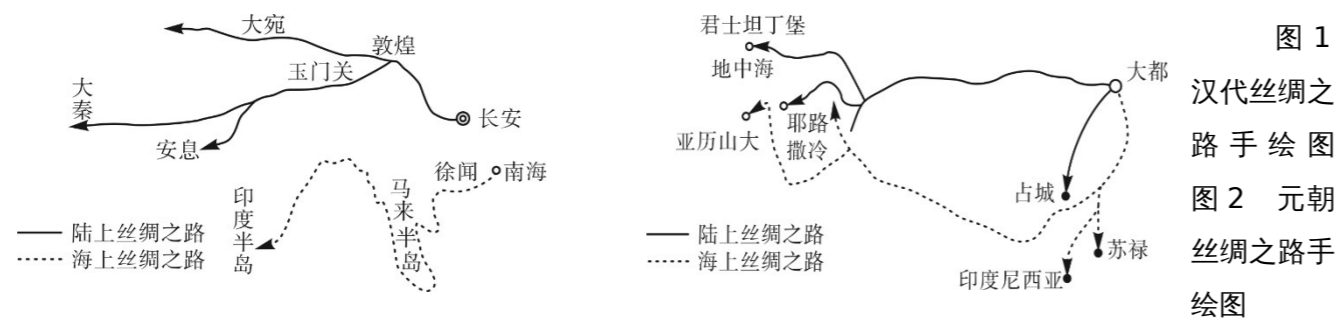 大宛
敦煌
玉门关
大秦
长安
安息
徐闻
南海
印度半岛
马来半岛
陆上丝绸之路
海上丝绸之路
君士坦丁堡
地中海
大都
亚历山大
耶路
撒冷
占城
陆上丝绸之路
海上丝绸之路
苏禄
印度尼西亚
图 1
汉代丝绸之
路手绘图
图 2 元朝
丝绸之路手
绘图